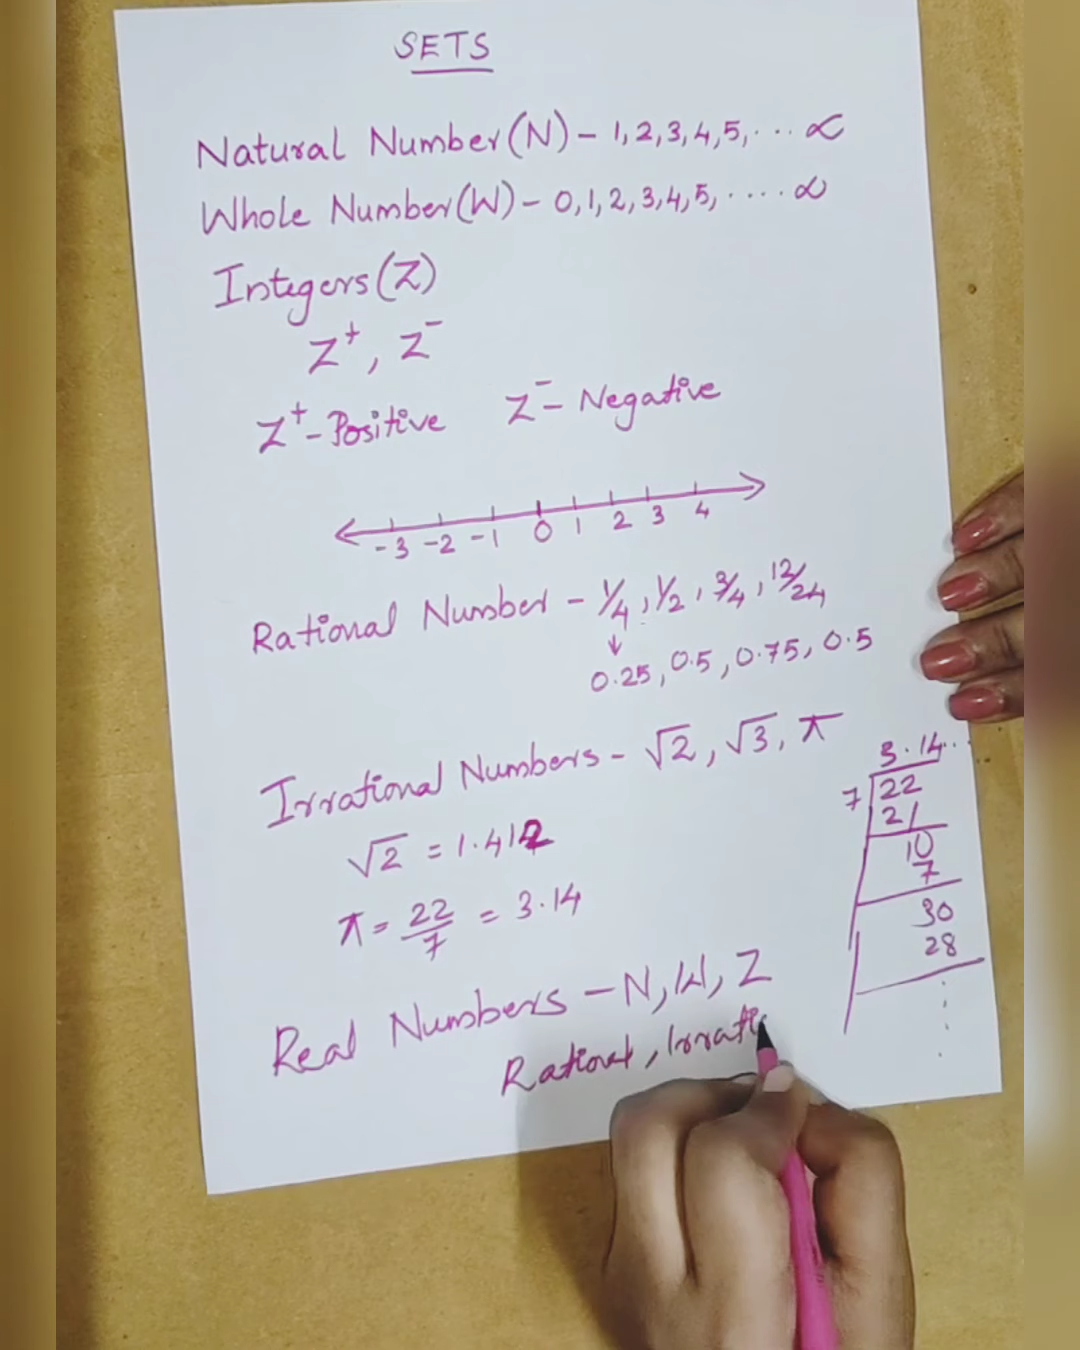 SETS
Natural Number(N) - 1,2,3,4,5,... ∝
Whole Number(W) - 0,1,2,3,4,5,.... ∞
Integers(Z)
Z⁺, Z⁻
Z⁺- Positive Z⁻- Negative
-3 -2 -1 0 1 2 3 4
Rational Number - 1/4, 1/2, 3/4, 12/24
↓
0.25, 0.5, 0.75, 0.5
Irrational Numbers - √2, √3, π
√2 = 1.412
π = 22/7 = 3.14
3.14...
7 22
21
10
7
30
28
Real Numbers - N, W, Z
Rational, Irrati